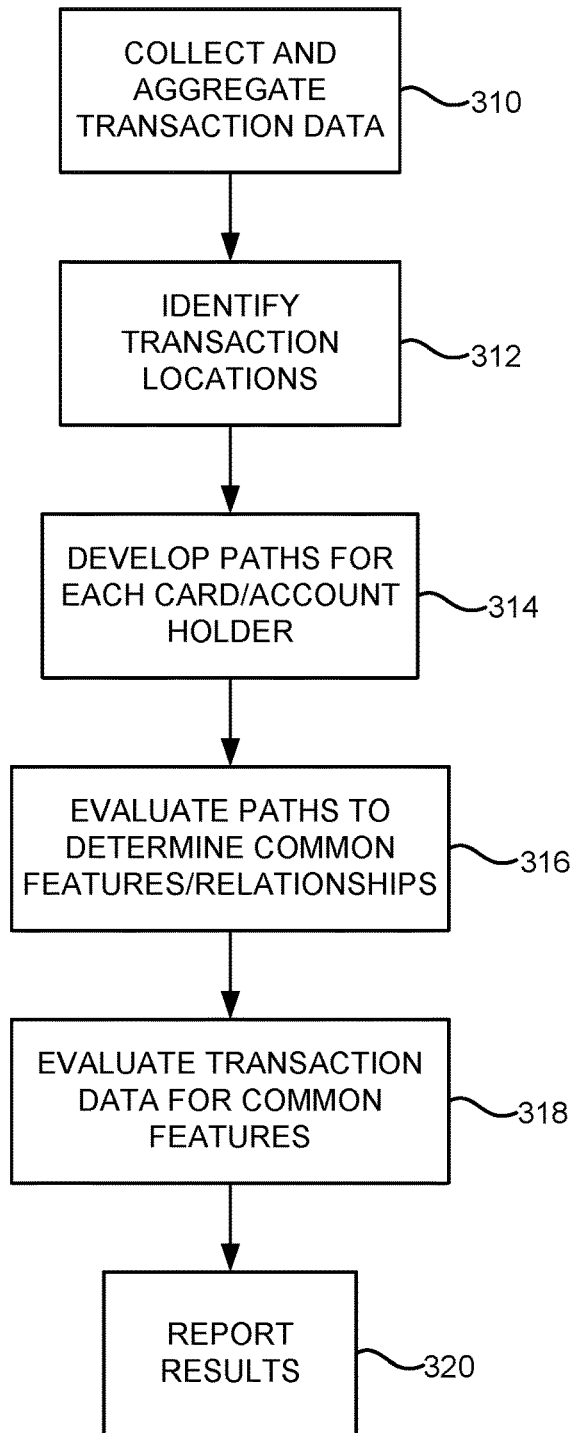 COLLECT AND
AGGREGATE
TRANSACTION DATA
310
IDENTIFY
TRANSACTION
LOCATIONS
312
DEVELOP PATHS FOR
EACH CARD/ACCOUNT
HOLDER
314
EVALUATE PATHS TO
DETERMINE COMMON
FEATURES/RELATIONSHIPS
316
EVALUATE TRANSACTION
DATA FOR COMMON
FEATURES
318
REPORT
RESULTS
320